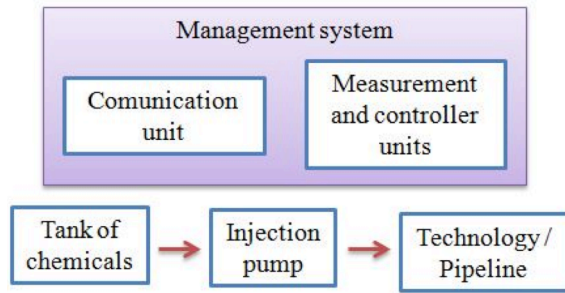 Management system
Comunication
unit
Measurement
and controller
units
Tank of
chemicals
Injection
pump
Technology /
Pipeline